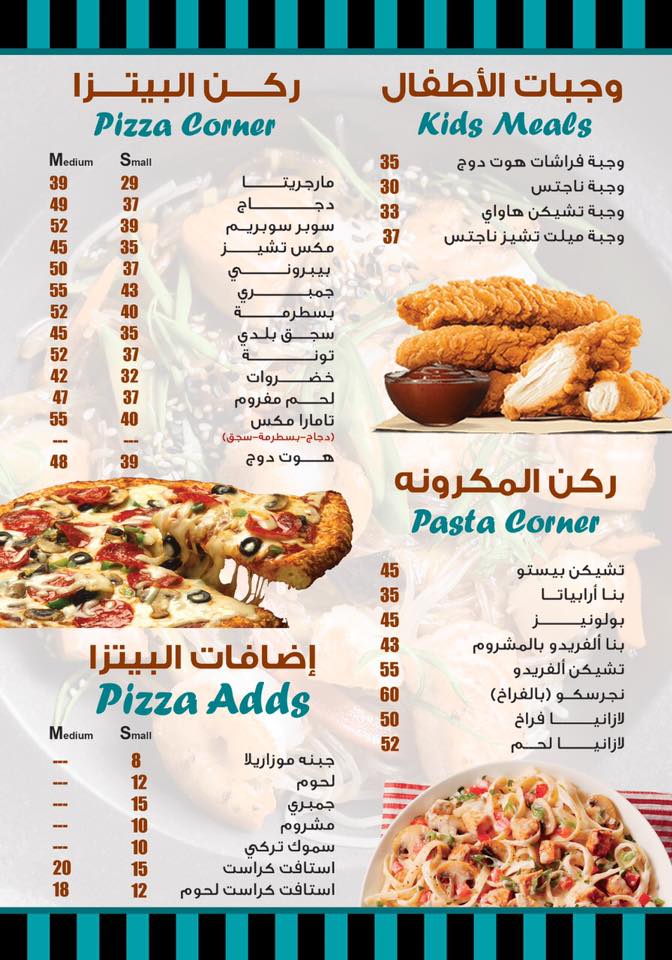 ركن البيتزا
Pizza Corner
Medium Small
39 29 مارجريتا
49 37 دجاج
52 39 سوبر سوبريم
45 35 مكس تشيز
50 37 بيبروني
55 43 جمبري
52 40 بسطرمة
45 35 سجق بلدي
52 37 تونة
42 32 خضروات
47 37 لحم مفروم
55 40 تامارا مكس
--- --- (دجاج-بسطرمة-سجق)
48 39 هوت دوج
إضافات البيتزا
Pizza Adds
Medium Small
--- 8 جبنه موزاريلا
--- 12 لحوم
--- 15 جمبري
--- 10 مشروم
--- 10 سموك تركي
20 15 استافت كراست
18 12 استافت كراست لحوم
وجبات الأطفال
Kids Meals
35 وجبة فراشات هوت دوج
30 وجبة ناجتس
33 وجبة تشيكن هاواي
37 وجبة ميلت تشيز ناجتس
ركن المكرونه
Pasta Corner
45 تشيكن بيستو
35 بنا أرابياتا
45 بولونيز
43 بنا ألفريدو بالمشروم
55 تشيكن ألفريدو
60 نجرسكو (بالفراخ)
50 لازانيا فراخ
52 لازانيا لحم